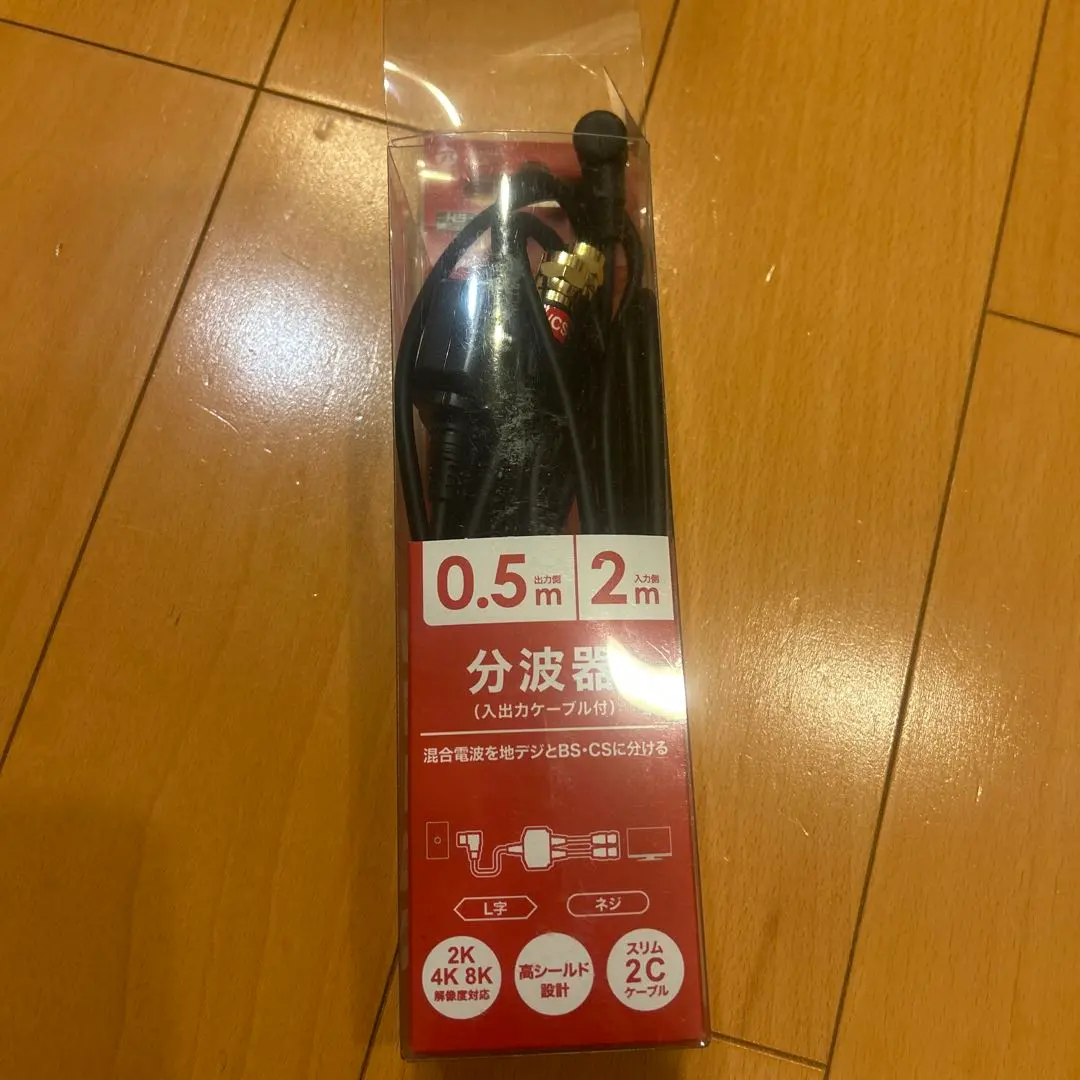 /CS
0.5m 出力側
2m 入力側
分波器
(入出力ケーブル付)
混合電波を地デジとBS・CSに分ける
L字
ネジ
2K
4K 8K
解像度対応
高シールド
設計
スリム
2C
ケーブル